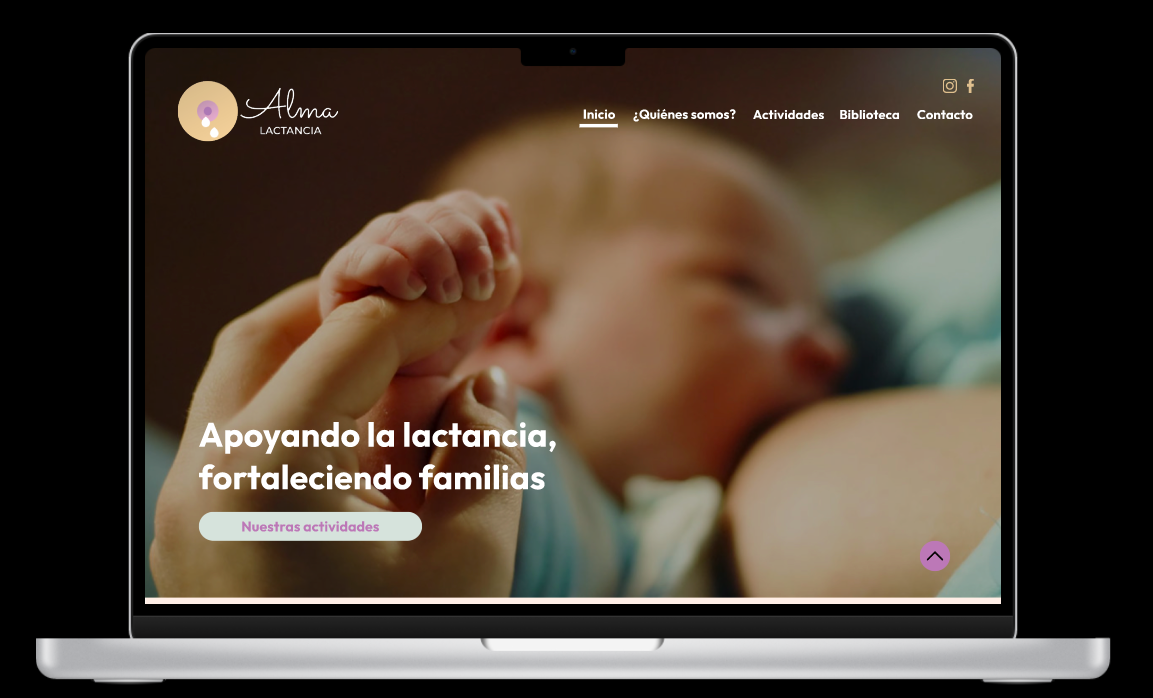 Alma
LACTANCIA
Inicio ¿Quiénes somos? Actividades Biblioteca Contacto
Apoyando la lactancia,
fortaleciendo familias
Nuestras actividades